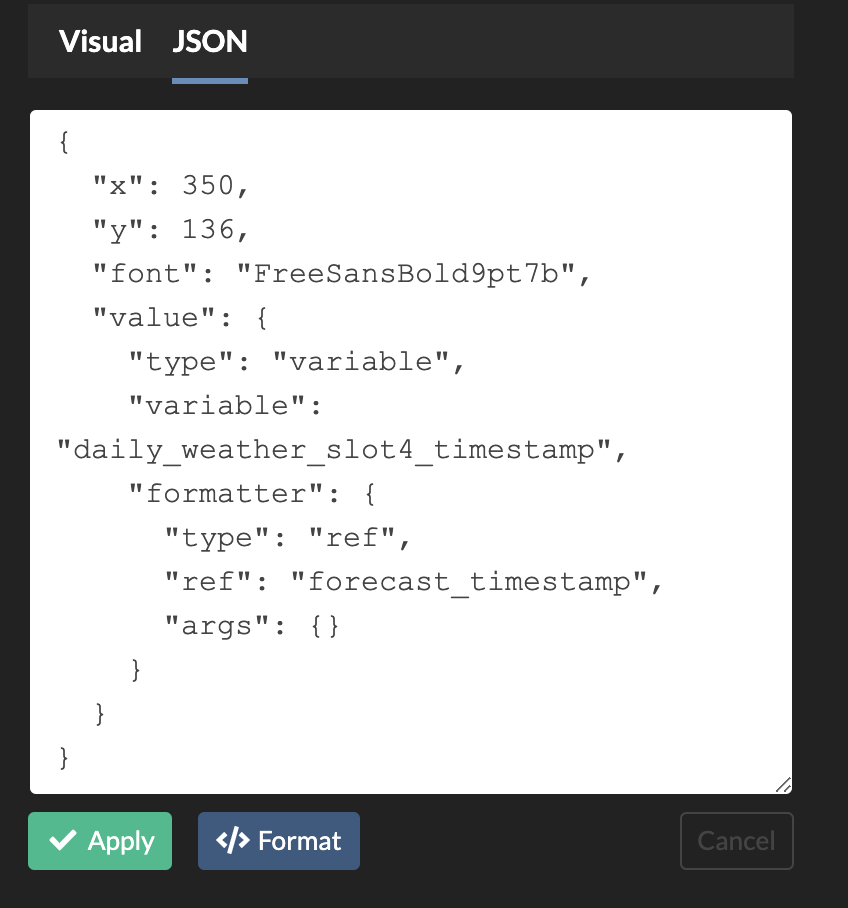 Visual JSON
{
  "x": 350,
  "y": 136,
  "font": "FreeSansBold9pt7b",
  "value": {
    "type": "variable",
    "variable":
"daily_weather_slot4_timestamp",
    "formatter": {
      "type": "ref",
      "ref": "forecast_timestamp",
      "args": {}
    }
  }
}
Apply </> Format Cancel